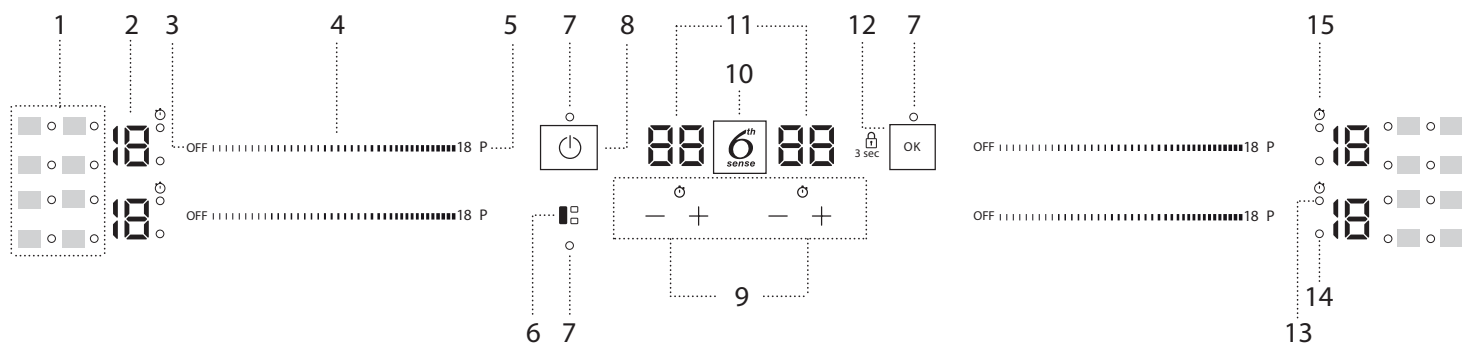 1 2 3 4 5 7 8 11 12 7 15
10
18 OFF 18 P 88 6th sense 88 3 sec OK OFF 18 P 18
18 OFF 18 P − + − + OFF 18 P 18
9
14
6 7 13